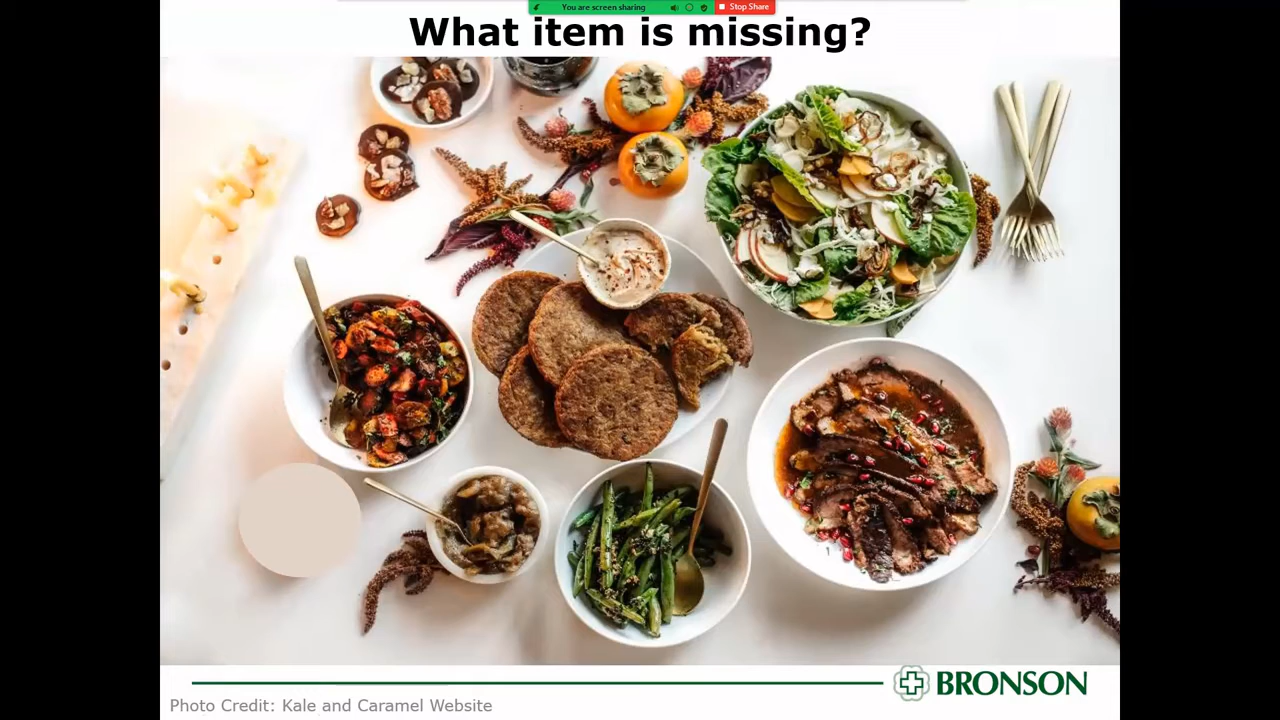 You are screen sharing
Stop Share
What item is missing?
BRONSON
Photo Credit: Kale and Caramel Website